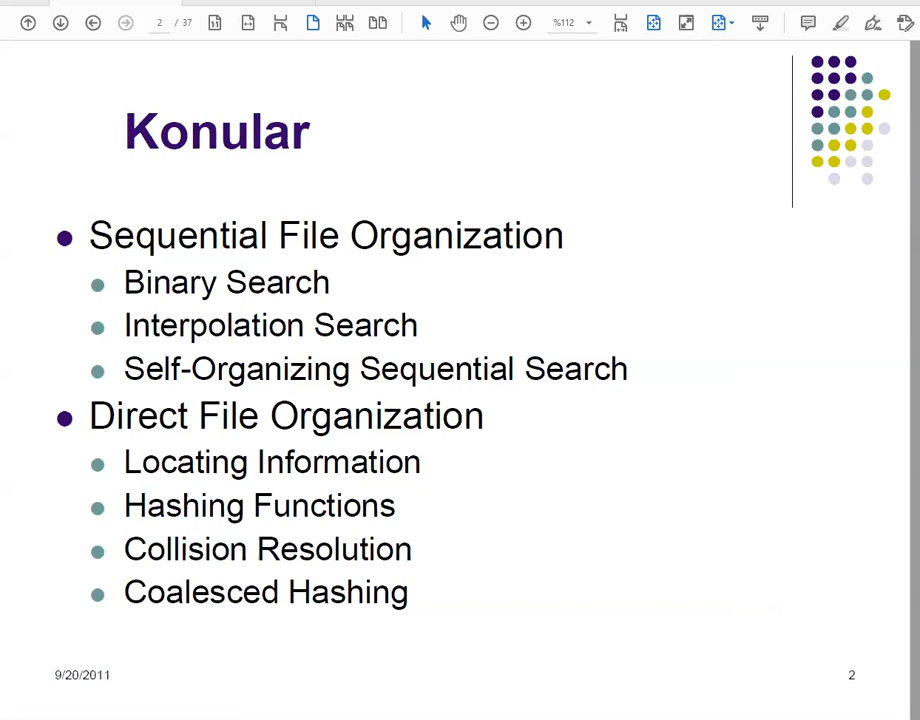 2 / 37 %112
Konular
Sequential File Organization
Binary Search
Interpolation Search
Self-Organizing Sequential Search
Direct File Organization
Locating Information
Hashing Functions
Collision Resolution
Coalesced Hashing
9/20/2011 2